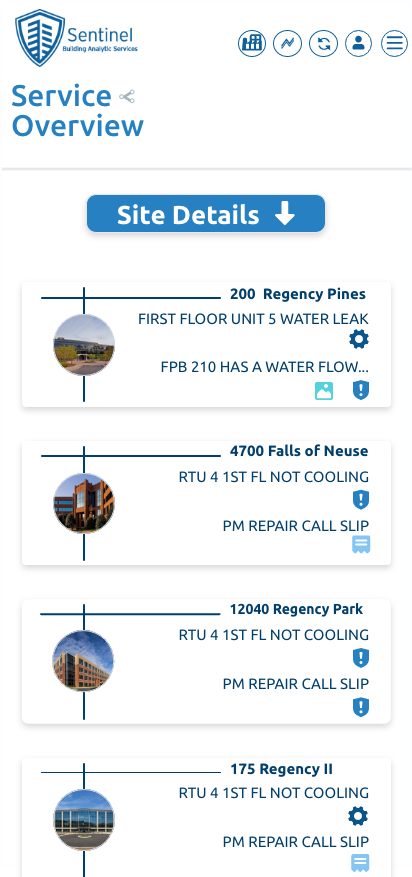 Sentinel
Building Analytic Services
Service
Overview
Site Details
200 Regency Pines
FIRST FLOOR UNIT 5 WATER LEAK
FPB 210 HAS A WATER FLOW...
4700 Falls of Neuse
RTU 4 1ST FL NOT COOLING
PM REPAIR CALL SLIP
12040 Regency Park
RTU 4 1ST FL NOT COOLING
PM REPAIR CALL SLIP
175 Regency II
RTU 4 1ST FL NOT COOLING
PM REPAIR CALL SLIP